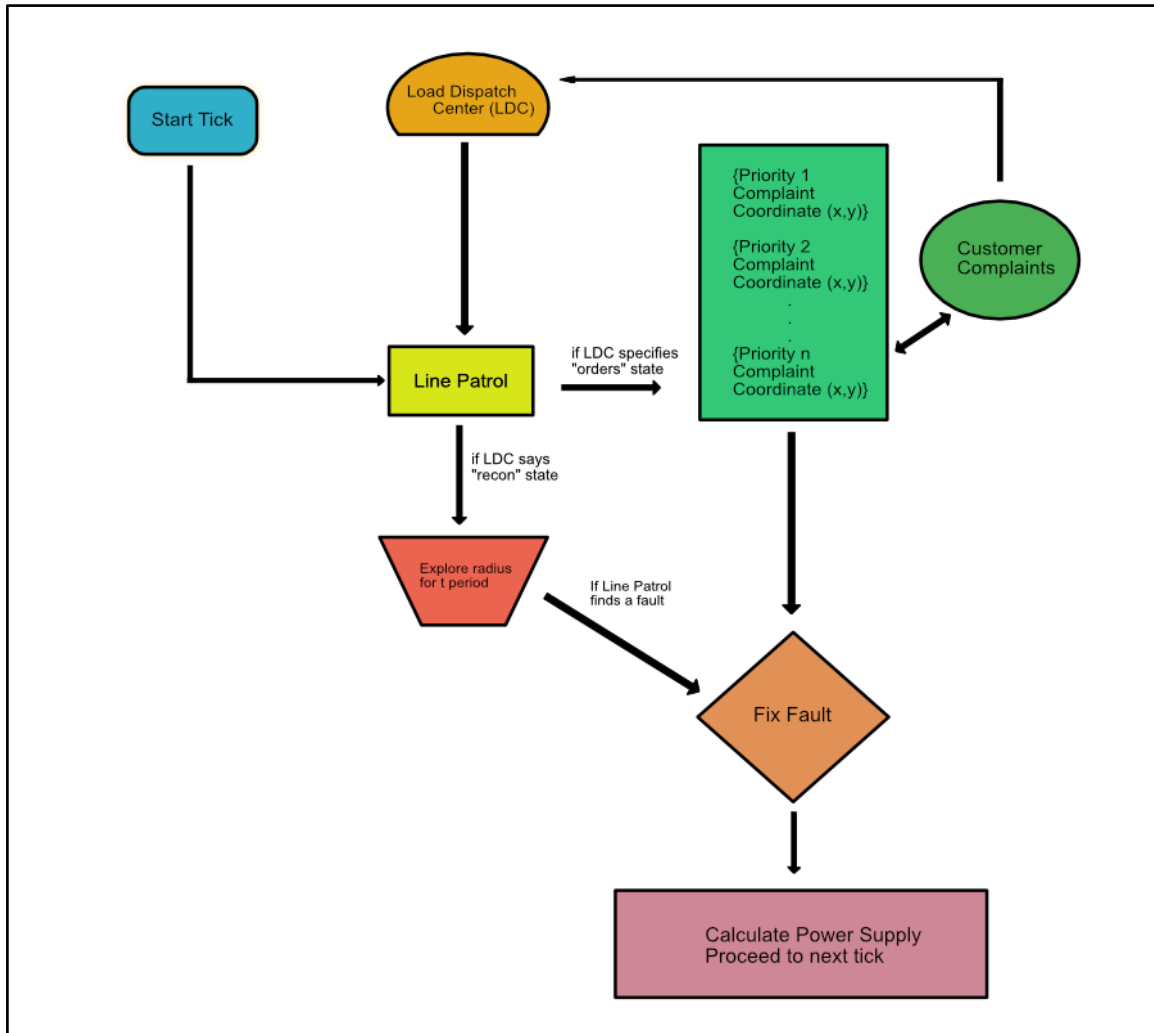 Start Tick
Load Dispatch
Center (LDC)
{Priority 1
Complaint
Coordinate (x,y)}
{Priority 2
Complaint
Coordinate (x,y)}
.
.
.
{Priority n
Complaint
Coordinate (x,y)}
Customer
Complaints
Line Patrol
if LDC specifies
"orders" state
if LDC says
"recon" state
Explore radius
for t period
If Line Patrol
finds a fault
Fix Fault
Calculate Power Supply
Proceed to next tick